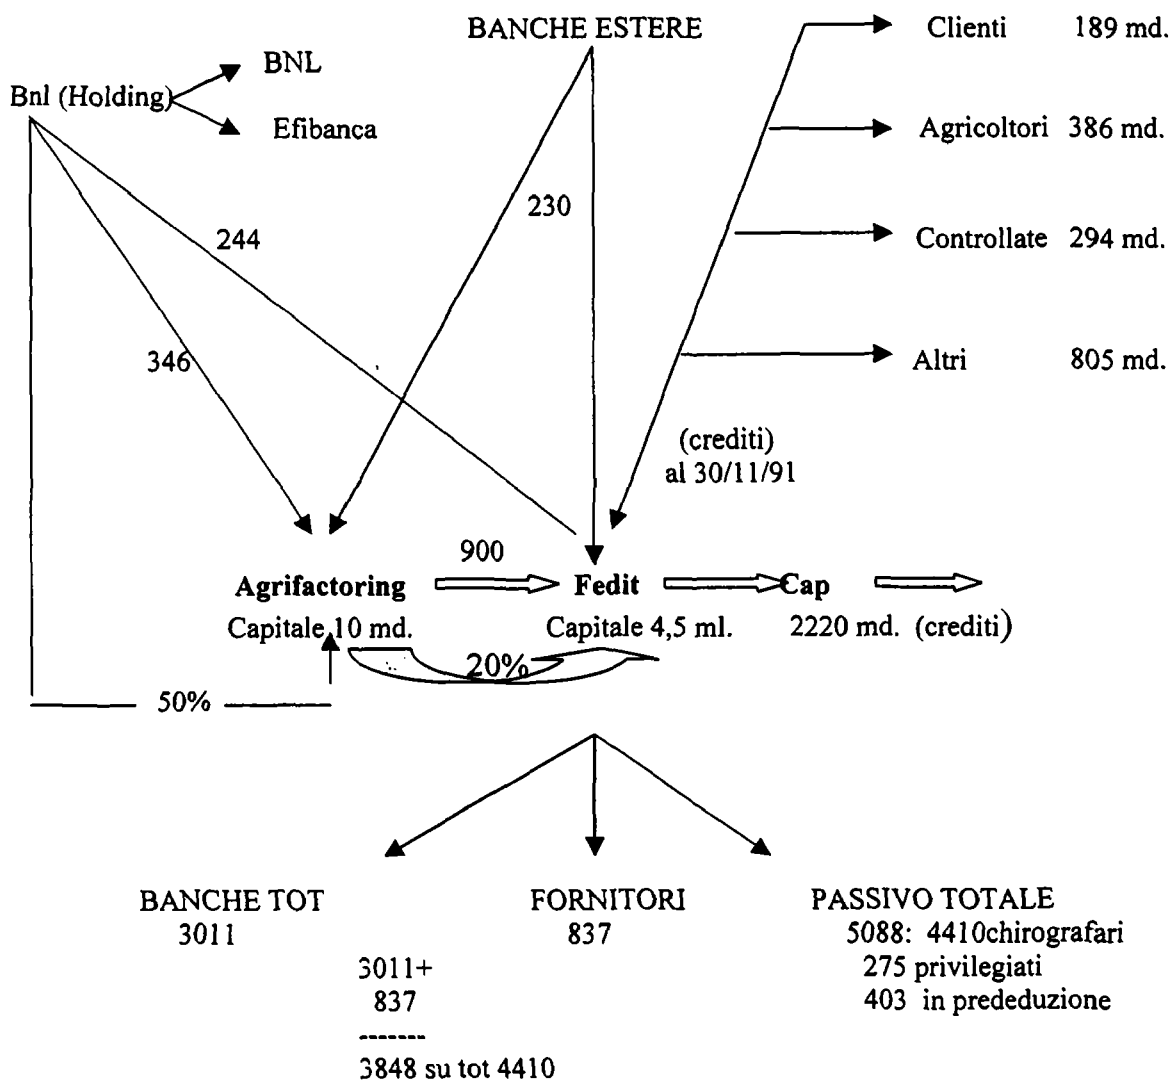 BANCHE ESTERE
Clienti 189 md.
BNL
Bnl (Holding)
Efibanca
Agricoltori 386 md.
230
244
Controllate 294 md.
346
Altri 805 md.
(crediti)
al 30/11/91
900
Agrifactoring Fedit Cap
Capitale 10 md. Capitale 4,5 ml. 2220 md. (crediti)
20%
50%
BANCHE TOT FORNITORI PASSIVO TOTALE
3011 837 5088: 4410chirografari
3011+ 275 privilegiati
837 403 in prededuzione
-------
3848 su tot 4410